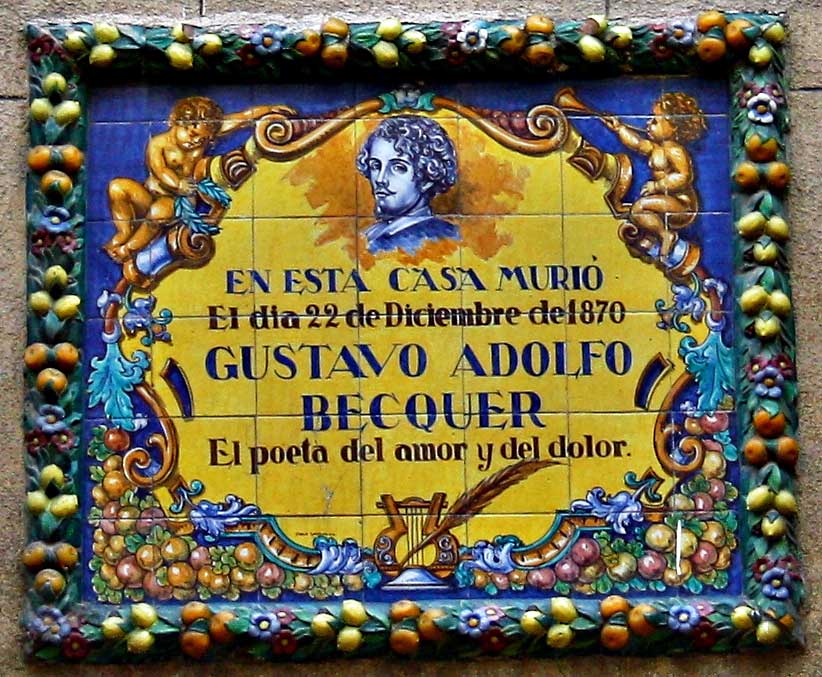 EN ESTA CASA MURIÓ
El dia 22 de Diciembre de 1870
GUSTAVO ADOLFO
BECQUER
El poeta del amor y del dolor.